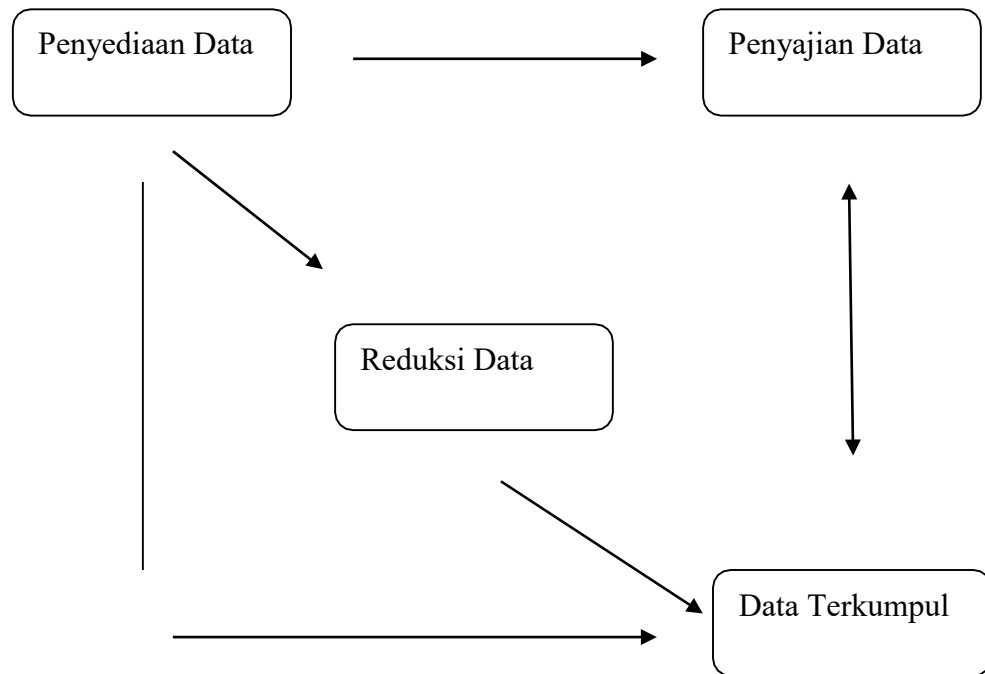 Penyediaan Data
Penyajian Data
Reduksi Data
Data Terkumpul